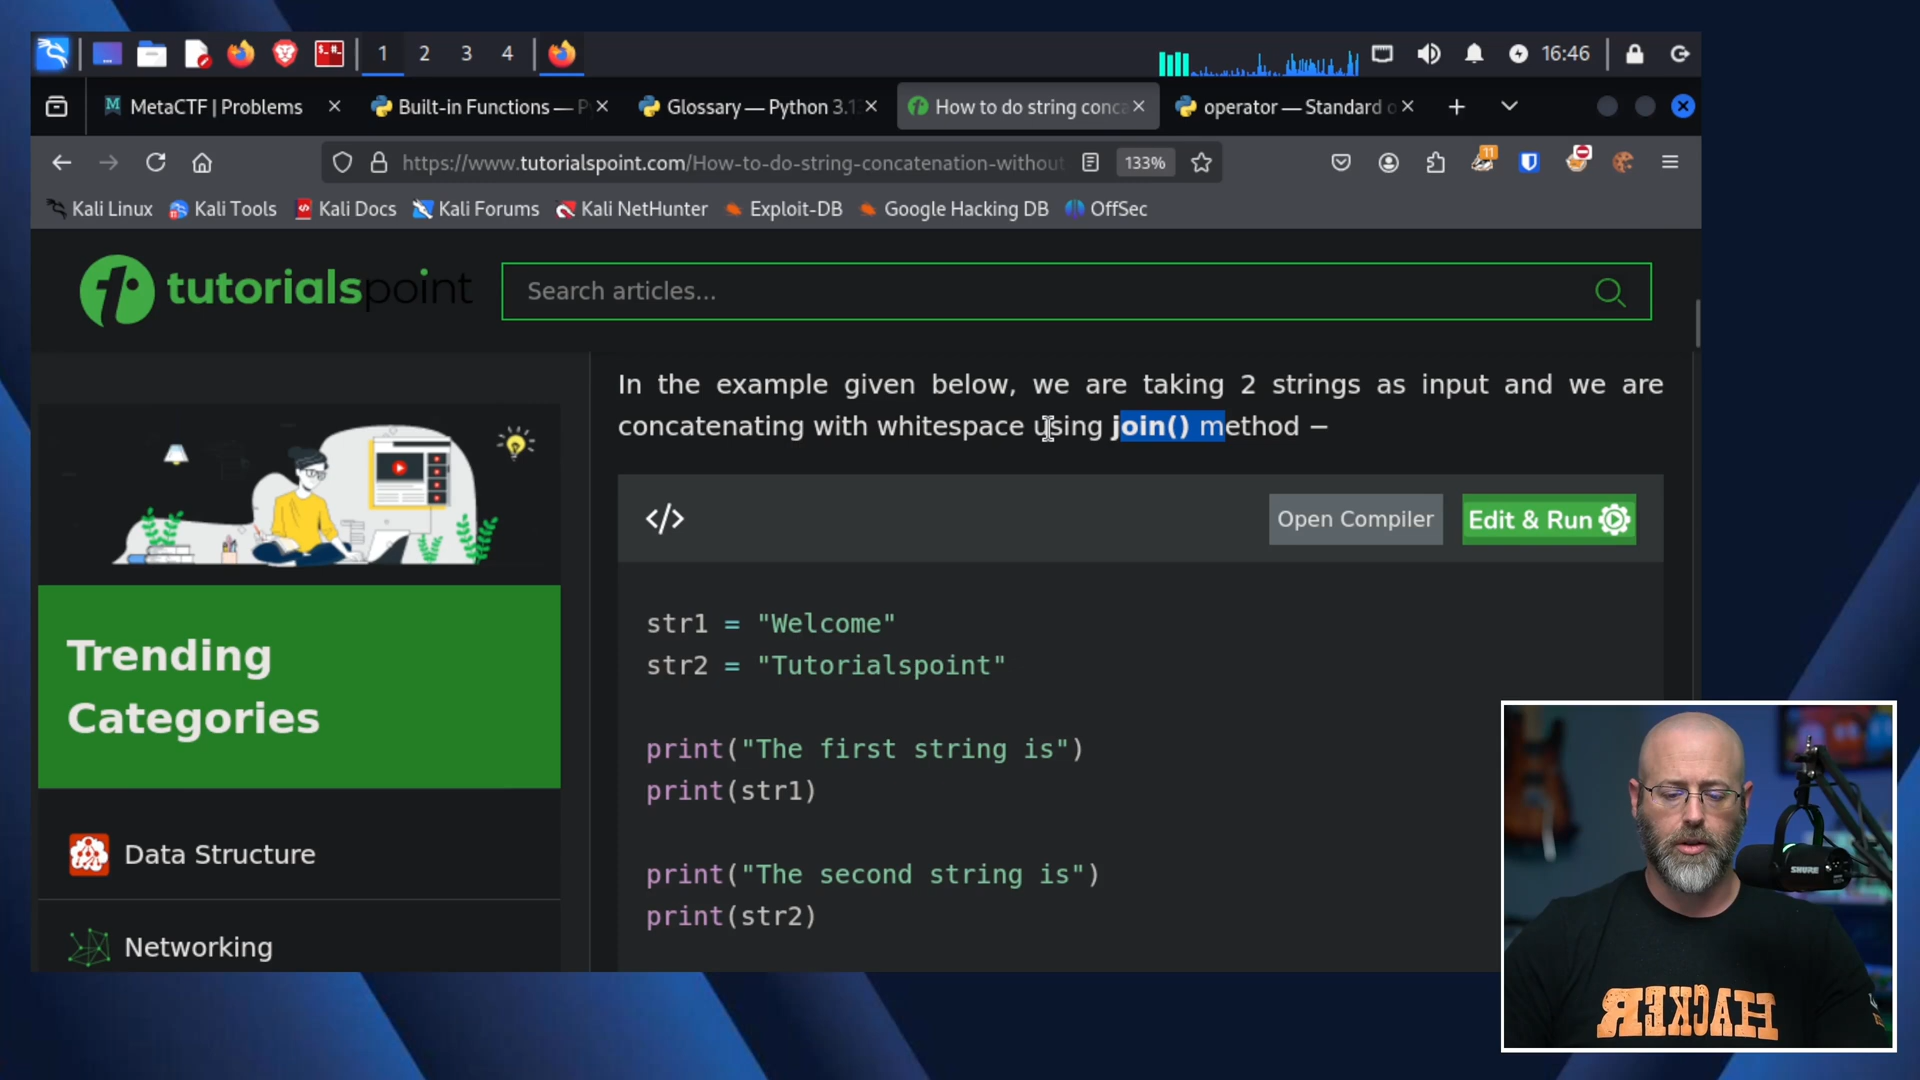 1 2 3 4 16:46
MetaCTF | Problems Built-in Functions — P Glossary — Python 3.1 How to do string conca operator — Standard o
https://www.tutorialspoint.com/How-to-do-string-concatenation-without 133% 11
Kali Linux Kali Tools Kali Docs Kali Forums Kali NetHunter Exploit-DB Google Hacking DB OffSec
tutorialspoint Search articles...
In the example given below, we are taking 2 strings as input and we are
concatenating with whitespace using join() method −
</> Open Compiler Edit & Run
str1 = "Welcome"
str2 = "Tutorialspoint"
print("The first string is")
print(str1)
print("The second string is")
print(str2)
Trending
Categories
Data Structure
Networking
SHURE
HACKER